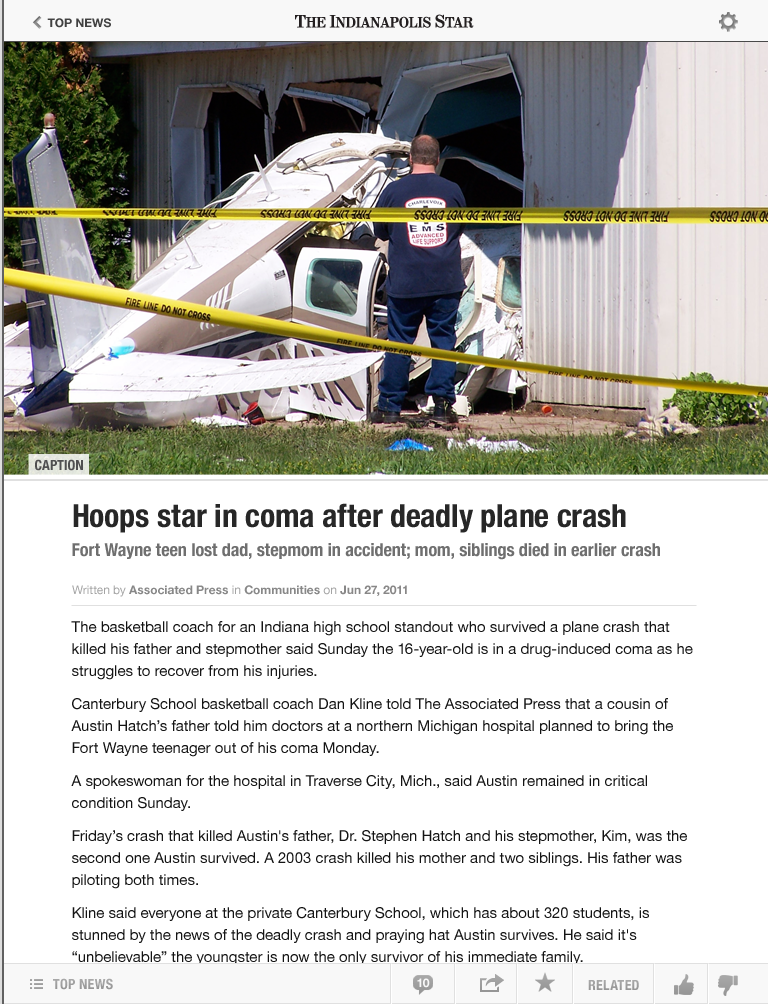 TOP NEWS
THE INDIANAPOLIS STAR
FIRE LINE DO NOT CROSS
FIRE LINE DO NOT CROSS
FIRE LINE DO NOT CROSS
CHARLEVOIX
EMS
ADVANCED
LIFE SUPPORT
FIRE LINE DO NOT CROSS
FIRE LINE DO NOT CROSS
FIRE LINE DO NOT CROSS
CAPTION
Hoops star in coma after deadly plane crash
Fort Wayne teen lost dad, stepmom in accident; mom, siblings died in earlier crash
Written by Associated Press in Communities on Jun 27, 2011
The basketball coach for an Indiana high school standout who survived a plane crash that
killed his father and stepmother said Sunday the 16-year-old is in a drug-induced coma as he
struggles to recover from his injuries.
Canterbury School basketball coach Dan Kline told The Associated Press that a cousin of
Austin Hatch's father told him doctors at a northern Michigan hospital planned to bring the
Fort Wayne teenager out of his coma Monday.
A spokeswoman for the hospital in Traverse City, Mich., said Austin remained in critical
condition Sunday.
Friday's crash that killed Austin's father, Dr. Stephen Hatch and his stepmother, Kim, was the
second one Austin survived. A 2003 crash killed his mother and two siblings. His father was
piloting both times.
Kline said everyone at the private Canterbury School, which has about 320 students, is
stunned by the news of the deadly crash and praying hat Austin survives. He said it's
“unbelievable” the youngster is now the only survivor of his immediate family.
TOP NEWS
10
RELATED